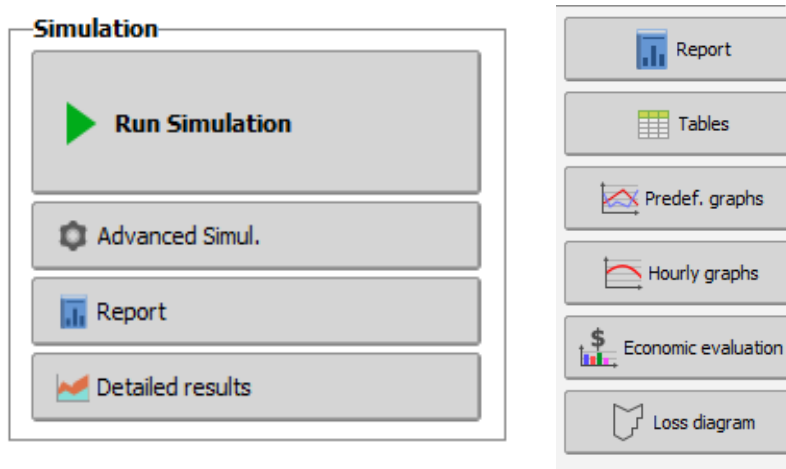 Simulation
Run Simulation
Advanced Simul.
Report
Detailed results
Report
Tables
Predef. graphs
Hourly graphs
$
Economic evaluation
Loss diagram